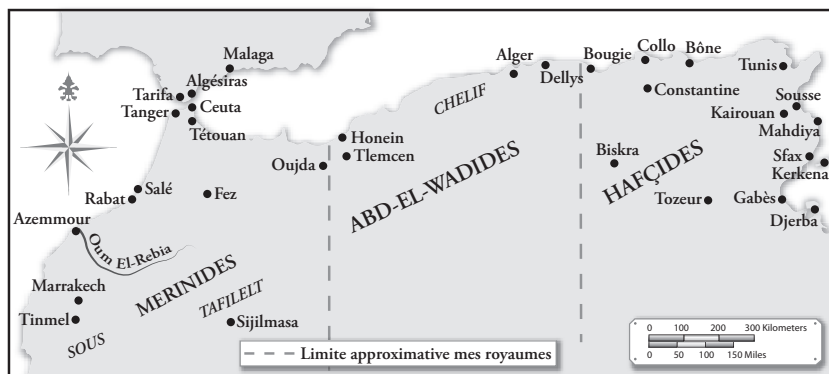 Malaga
Alger
Dellys
Bougie
Collo
Bône
Tunis
Algésiras
Tarifa
Ceuta
Tanger
Tétouan
CHELIF
Constantine
Sousse
Kairouan
Mahdiya
Honein
Tlemcen
Oujda
ABD-EL-WADIDES
Biskra
HAFÇIDES
Sfax
Kerkena
Salé
Rabat
Fez
Tozeur
Gabès
Djerba
Azemmour
Oum El-Rebia
MERINIDES
Marrakech
TAFILELT
Tinmel
SOUS
Sijilmasa
0 100 200 300 Kilometers
0 50 100 150 Miles
Limite approximative mes royaumes